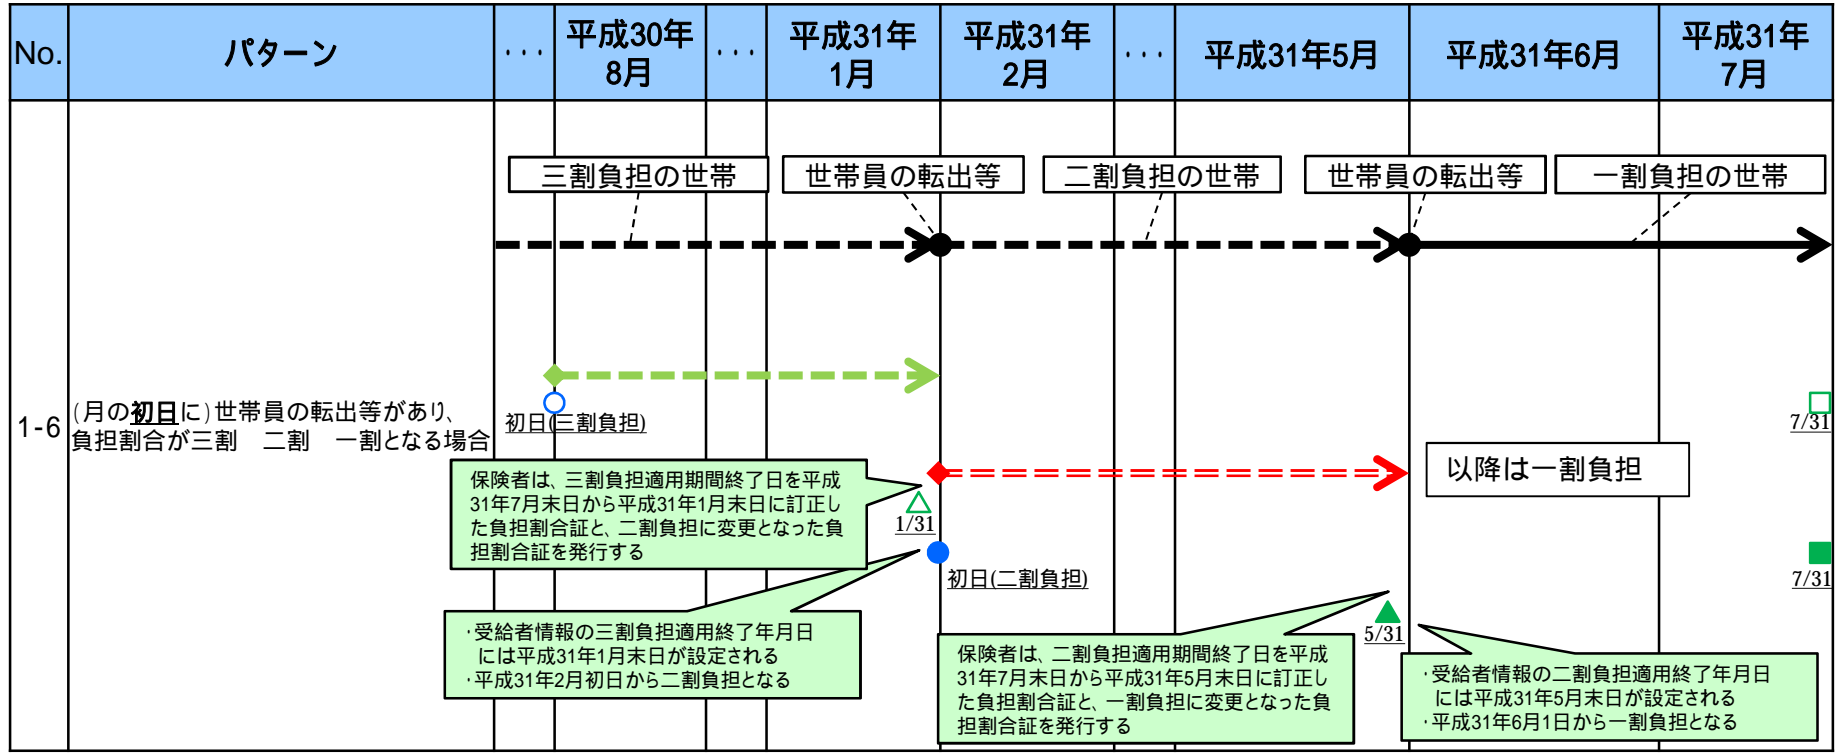 No.
パターン
・・・
平成30年
8月
・・・
平成31年
1月
平成31年
2月
・・・
平成31年5月
平成31年6月
平成31年
7月
三割負担の世帯
世帯員の転出等
二割負担の世帯
世帯員の転出等
一割負担の世帯
1-6
(月の初日に)世帯員の転出等があり、
負担割合が三割　二割　一割となる場合
初日(三割負担)
7/31
以降は一割負担
保険者は、三割負担適用期間終了日を平成
31年7月末日から平成31年1月末日に訂正し
た負担割合証と、二割負担に変更となった負
担割合証を発行する
1/31
初日(二割負担)
7/31
・受給者情報の三割負担適用終了年月日
には平成31年1月末日が設定される
・平成31年2月初日から二割負担となる
5/31
保険者は、二割負担適用期間終了日を平成
31年7月末日から平成31年5月末日に訂正し
た負担割合証と、一割負担に変更となった負
担割合証を発行する
・受給者情報の二割負担適用終了年月日
には平成31年5月末日が設定される
・平成31年6月1日から一割負担となる